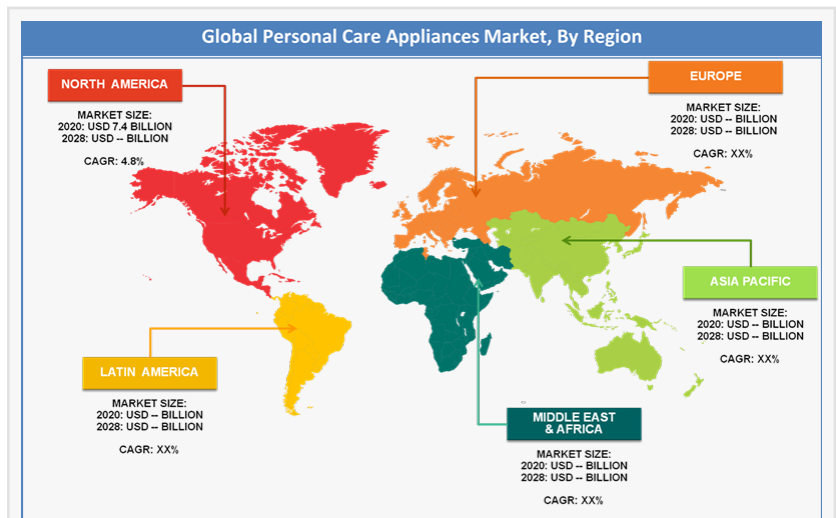 Global Personal Care Appliances Market, By Region
NORTH AMERICA
MARKET SIZE:
2020: USD 7.4 BILLION
2028: USD -- BILLION
CAGR: 4.8%
EUROPE
MARKET SIZE:
2020: USD -- BILLION
2028: USD -- BILLION
CAGR: XX%
ASIA PACIFIC
MARKET SIZE:
2020: USD -- BILLION
2028: USD -- BILLION
CAGR: XX%
LATIN AMERICA
MARKET SIZE:
2020: USD -- BILLION
2028: USD -- BILLION
CAGR: XX%
MIDDLE EAST
& AFRICA
MARKET SIZE:
2020: USD -- BILLION
2028: USD -- BILLION
CAGR: XX%